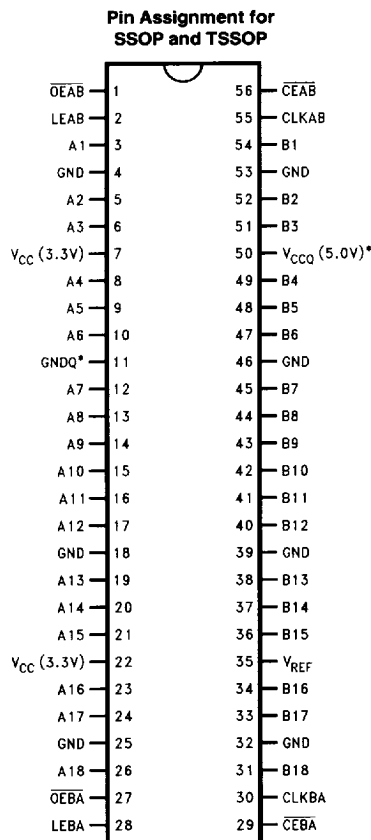 Pin Assignment for
SSOP and TSSOP
OEAB 1 56 CEAB
LEAB 2 55 CLKAB
A1 3 54 B1
GND 4 53 GND
A2 5 52 B2
A3 6 51 B3
VCC (3.3V) 7 50 VCCQ (5.0V)*
A4 8 49 B4
A5 9 48 B5
A6 10 47 B6
GNDQ* 11 46 GND
A7 12 45 B7
A8 13 44 B8
A9 14 43 B9
A10 15 42 B10
A11 16 41 B11
A12 17 40 B12
GND 18 39 GND
A13 19 38 B13
A14 20 37 B14
A15 21 36 B15
VCC (3.3V) 22 35 VREF
A16 23 34 B16
A17 24 33 B17
GND 25 32 GND
A18 26 31 B18
OEBA 27 30 CLKBA
LEBA 28 29 CEBA